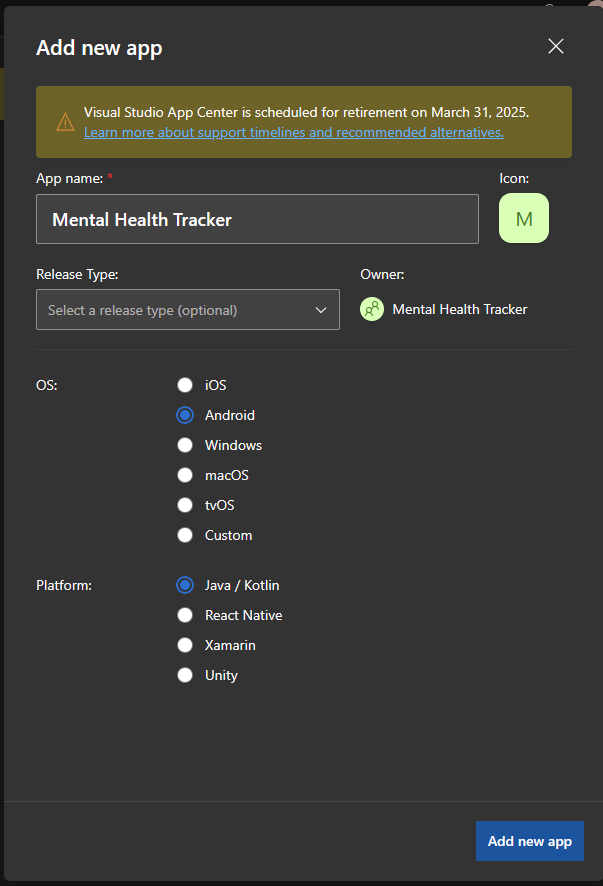 Add new app
Visual Studio App Center is scheduled for retirement on March 31, 2025.
Learn more about support timelines and recommended alternatives.
App name: *
Icon:
Mental Health Tracker
M
Release Type:
Owner:
Select a release type (optional)
Mental Health Tracker
OS:
iOS
Android
Windows
macOS
tvOS
Custom
Platform:
Java / Kotlin
React Native
Xamarin
Unity
Add new app